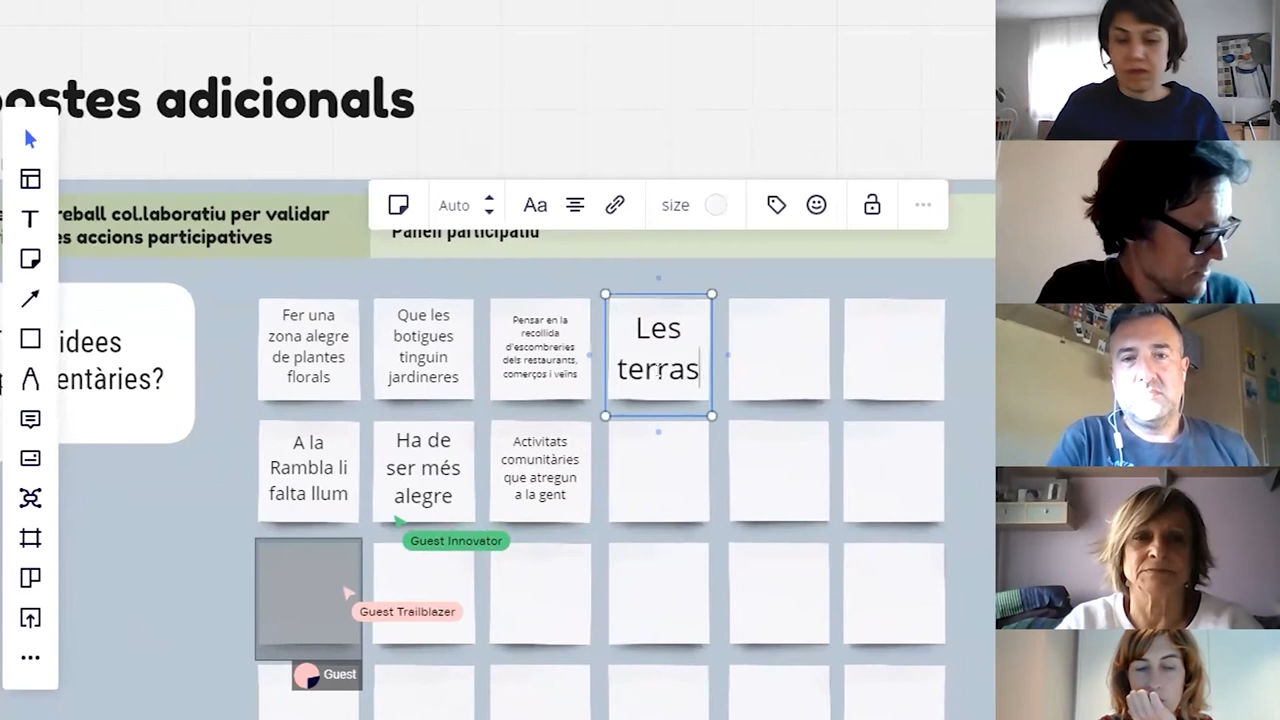 postes adicionals
reball col.laboratiu per validar
es accions participatives
Auto
Aa
size
Panell participatiu
idees
entàries?
Fer una
zona alegre
de plantes
florals
Que les
botigues
tinguin
jardineres
Pensar en la
recollida
d'escombreries
dels restaurants,
comerços i veïns
Les
terras
A la
Rambla li
falta llum
Ha de
ser més
alegre
Activitats
comunitàries
que atregun
a la gent
Guest Innovator
Guest Trailblazer
Guest